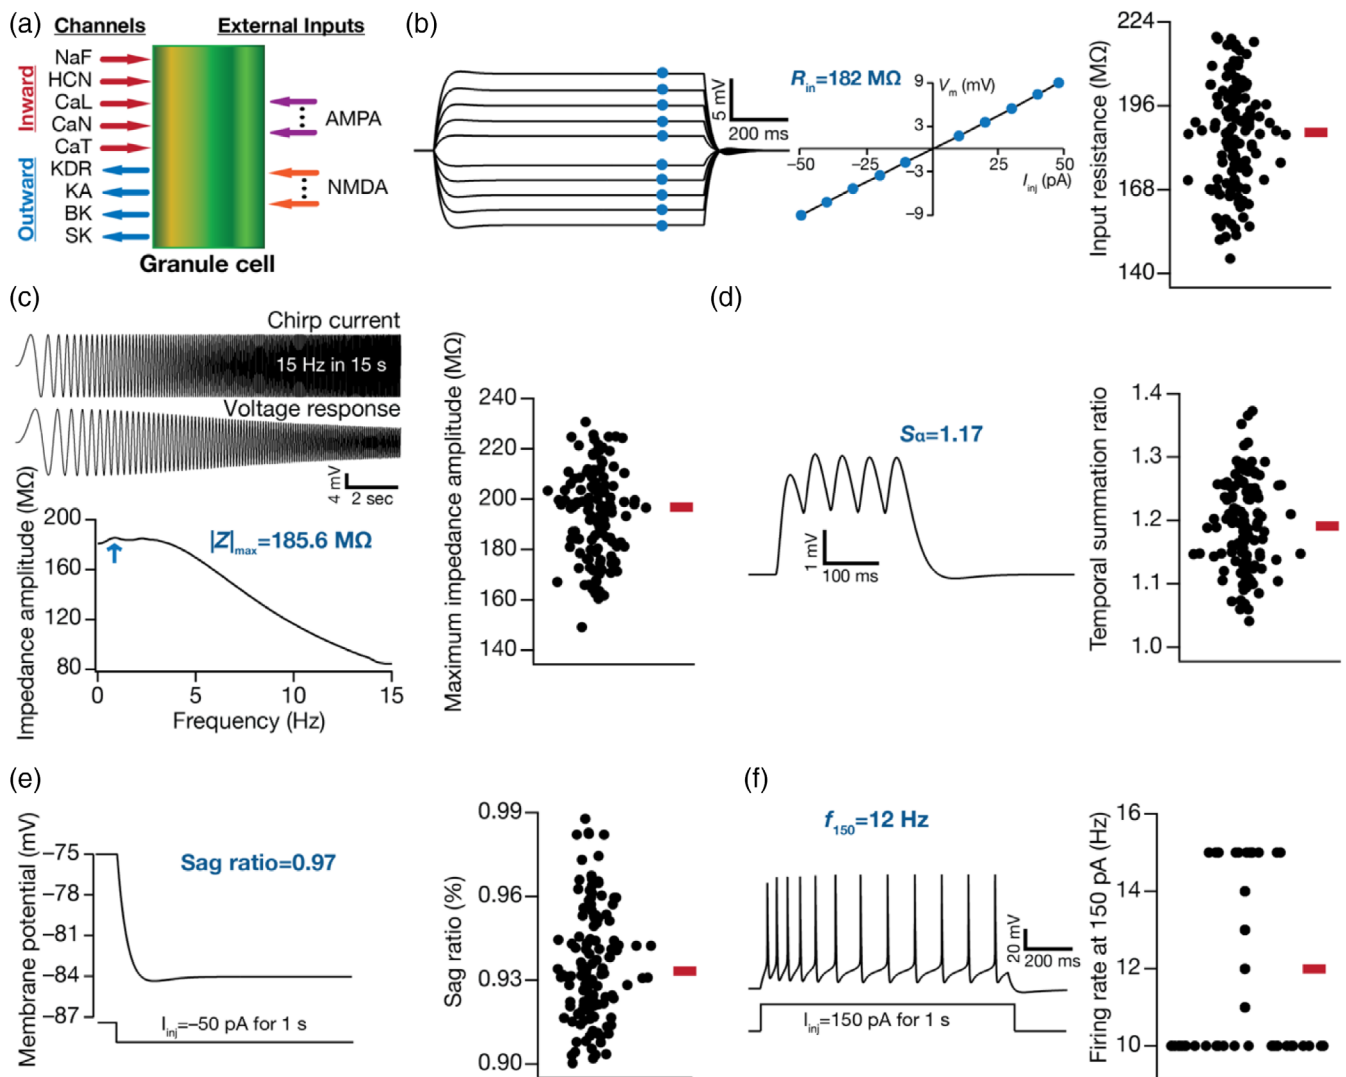 (a)
Channels External Inputs
Inward
NaF
HCN
CaL
CaN
CaT
Outward
KDR
KA
BK
SK
AMPA
NMDA
Granule cell
(b)
5 mV
200 ms
Rin=182 MΩ
Vm (mV)
9
3
−3
−9
−50 −25 25 50
Iinj (pA)
Input resistance (MΩ)
224
196
168
140
(c)
Chirp current
15 Hz in 15 s
Voltage response
4 mV
2 sec
Impedance amplitude (MΩ)
200
160
120
80
|Z|max=185.6 MΩ
0 5 10 15
Frequency (Hz)
Maximum impedance amplitude (MΩ)
240
220
200
180
160
140
(d)
Sα=1.17
1 mV
100 ms
Temporal summation ratio
1.4
1.3
1.2
1.1
1.0
(e)
Membrane potential (mV)
−75
−78
−81
−84
−87
Sag ratio=0.97
Iinj=−50 pA for 1 s
Sag ratio (%)
0.99
0.96
0.93
0.90
(f)
f150=12 Hz
20 mV
200 ms
Iinj=150 pA for 1 s
Firing rate at 150 pA (Hz)
16
14
12
10